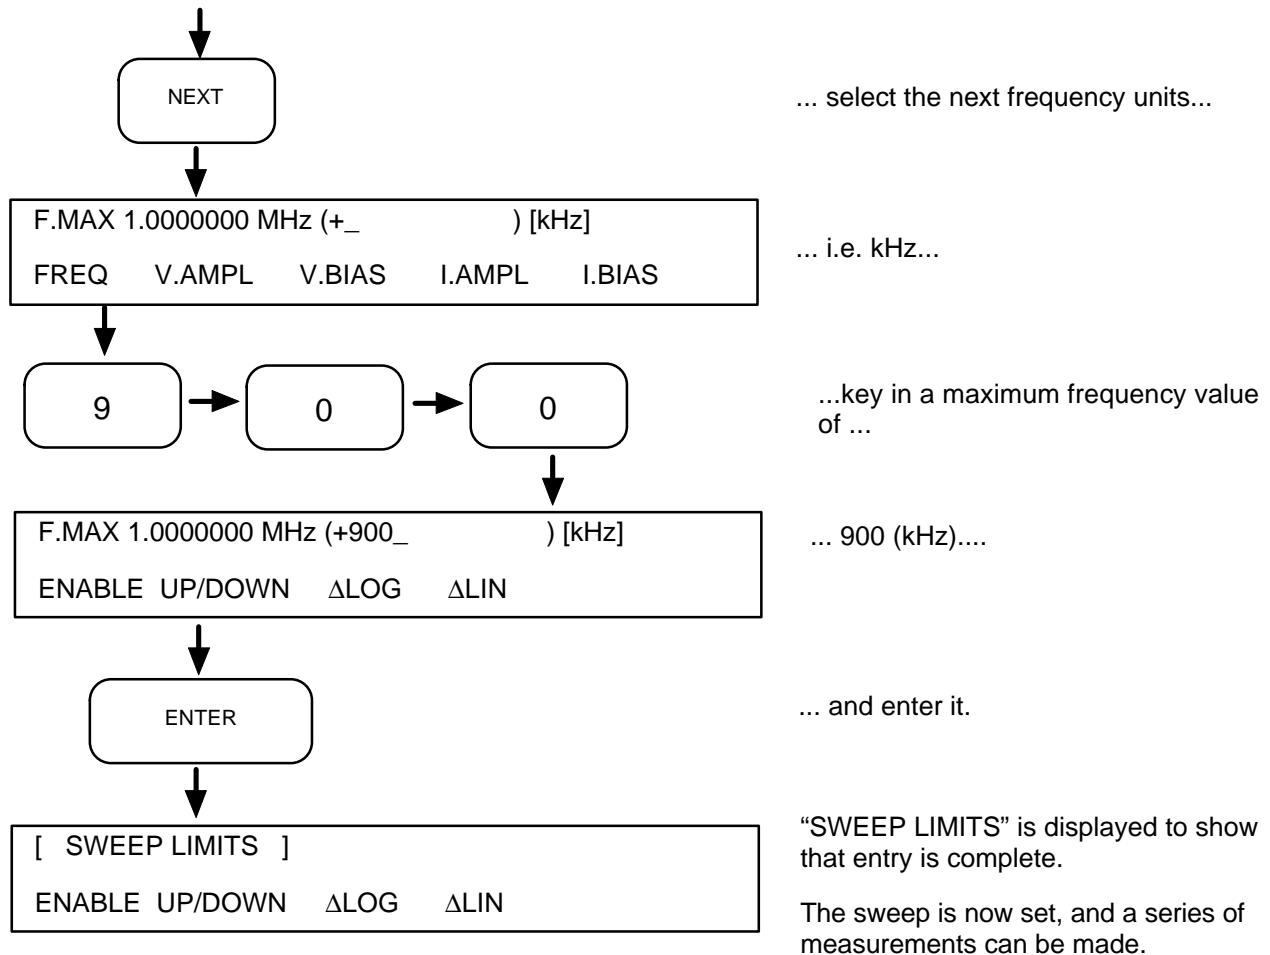 NEXT
... select the next frequency units...
F.MAX 1.0000000 MHz (+_ ) [kHz]
FREQ V.AMPL V.BIAS I.AMPL I.BIAS
... i.e. kHz...
9 0 0
...key in a maximum frequency value
of ...
F.MAX 1.0000000 MHz (+900_ ) [kHz]
ENABLE UP/DOWN ∆LOG ∆LIN
... 900 (kHz)....
ENTER
... and enter it.
[ SWEEP LIMITS ]
ENABLE UP/DOWN ∆LOG ∆LIN
“SWEEP LIMITS” is displayed to show
that entry is complete.
The sweep is now set, and a series of
measurements can be made.